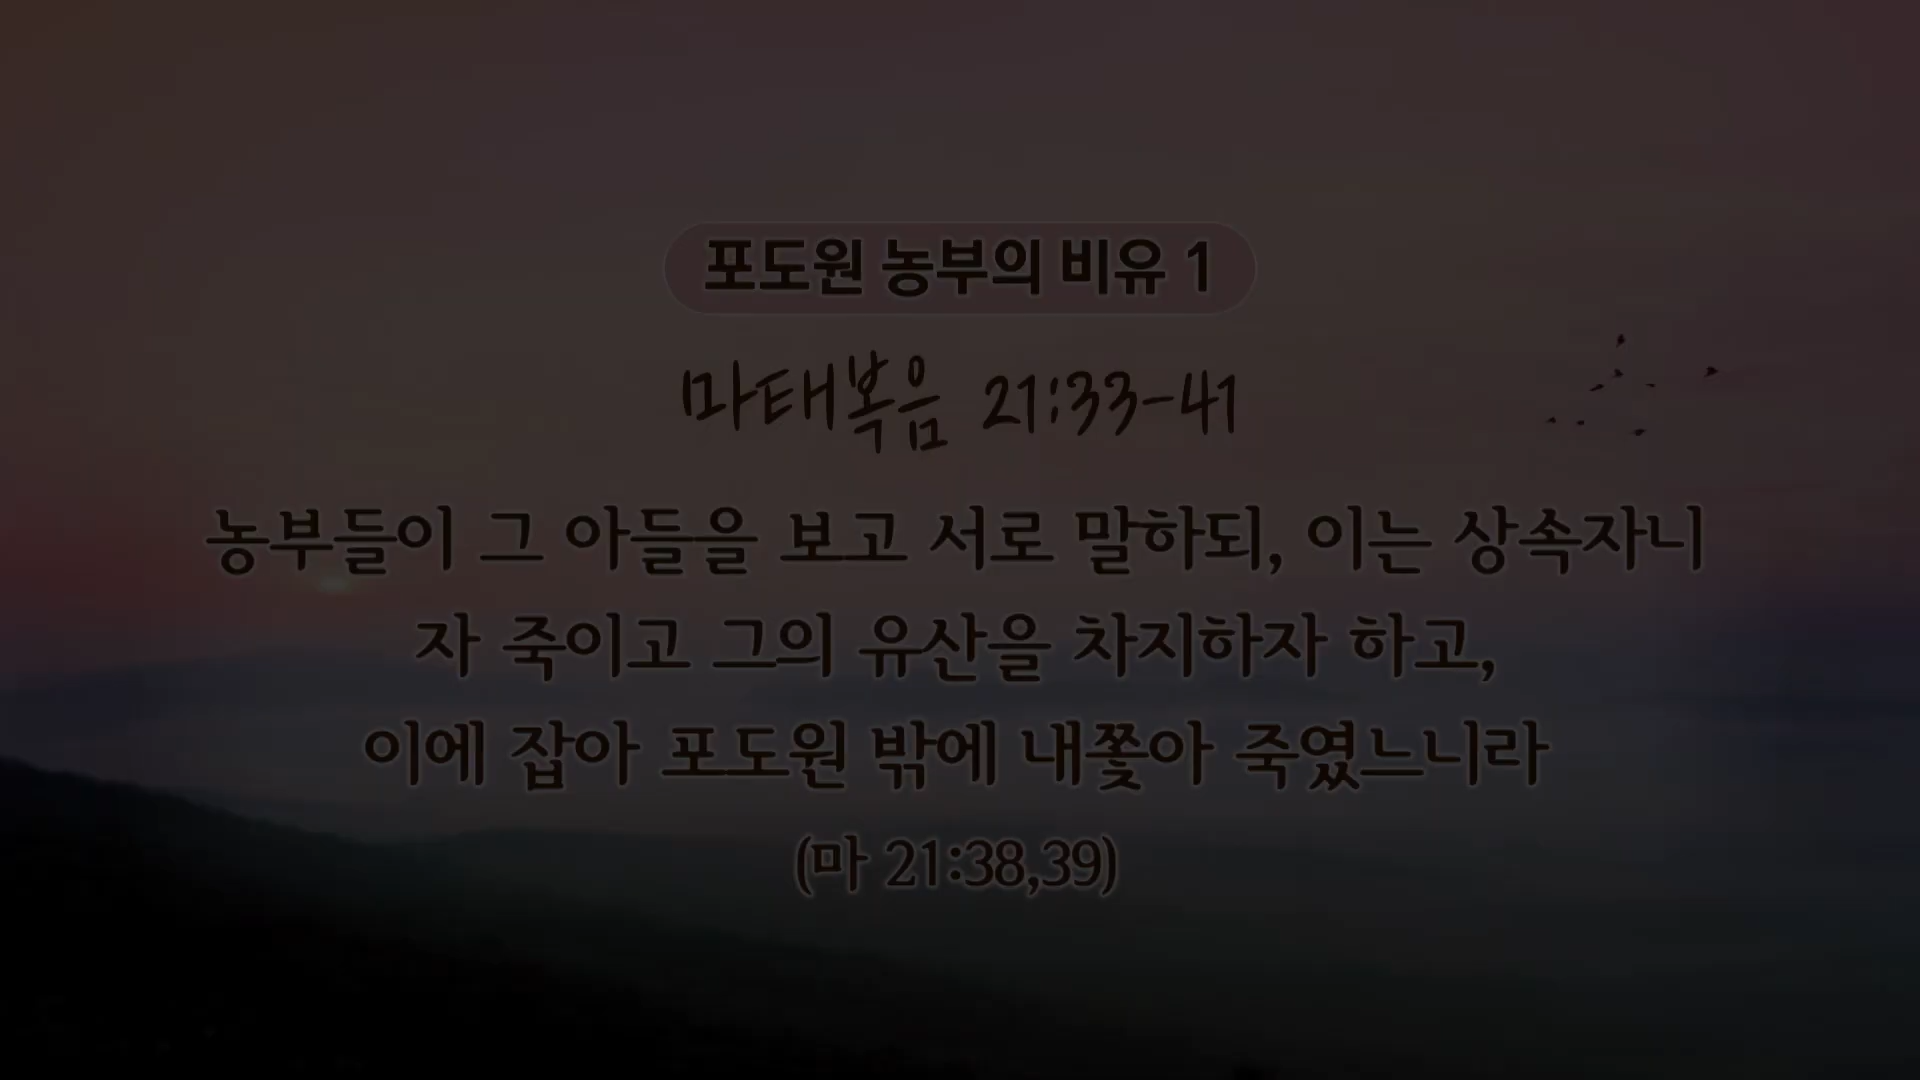 포도원 농부의 비유 1
마태복음 21:33-41
농부들이 그 아들을 보고 서로 말하되, 이는 상속자니
자 죽이고 그의 유산을 차지하자 하고,
이에 잡아 포도원 밖에 내쫓아 죽였느니라
(마 21:38,39)